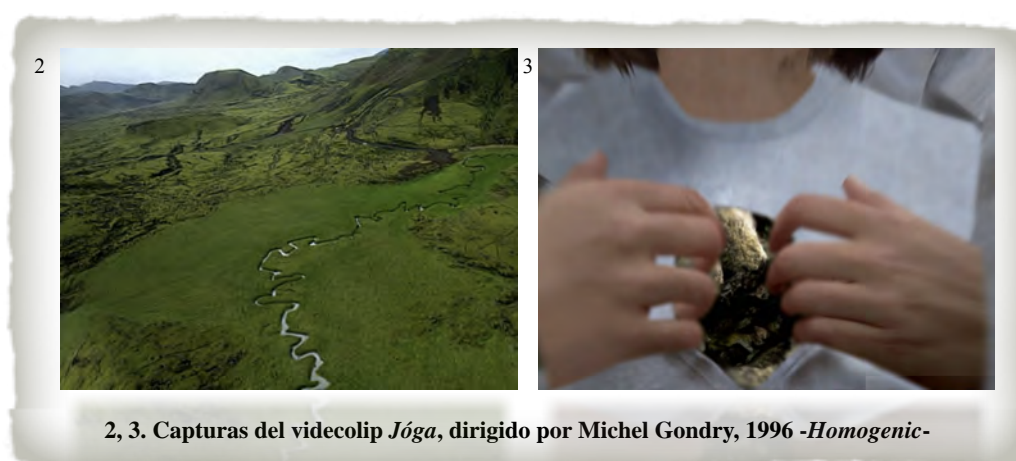 2
3
2, 3. Capturas del videcolip Jóga, dirigido por Michel Gondry, 1996 -Homogenic-